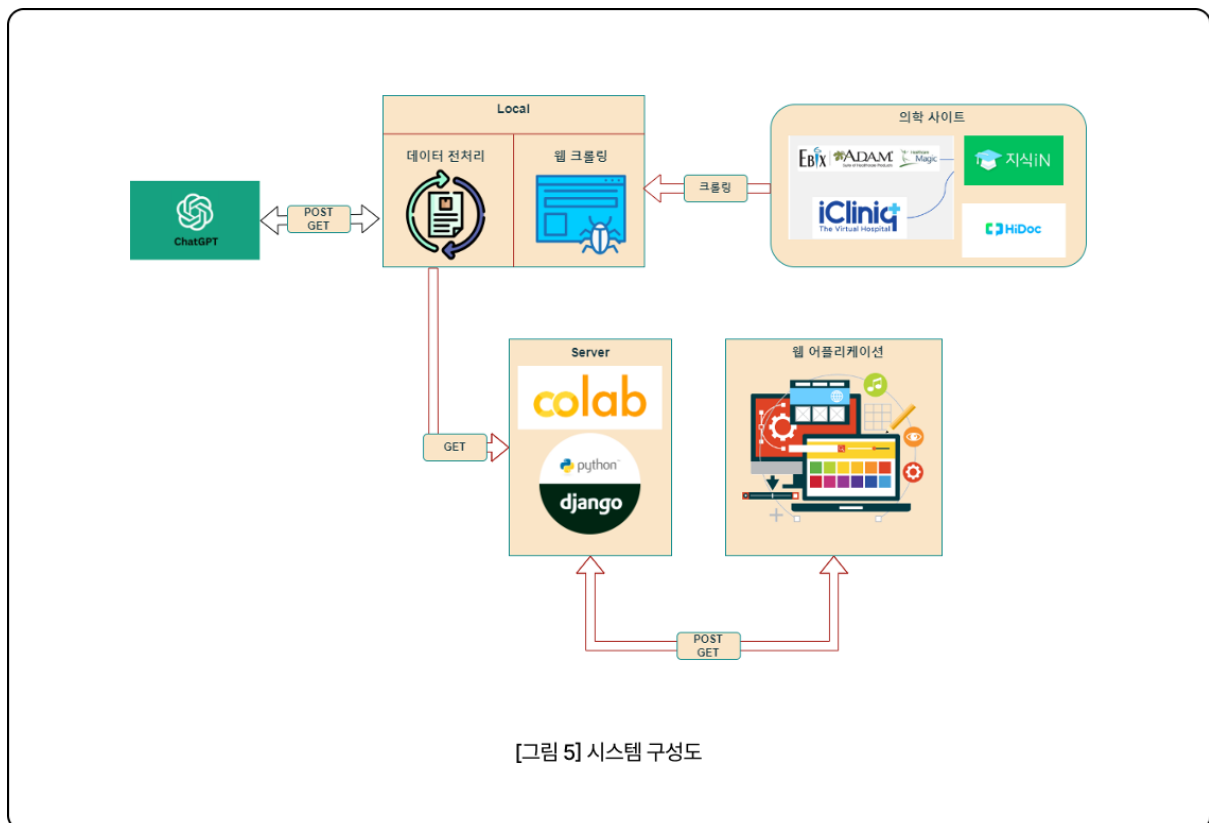 Local
데이터 전처리
웹 크롤링
의학 사이트
EBIX
ADAM
Magic
지식iN
iCliniq
The Virtual Hospital
HiDoc
크롤링
ChatGPT
POST
GET
GET
Server
colab
python
django
웹 어플리케이션
POST
GET
[그림 5] 시스템 구성도